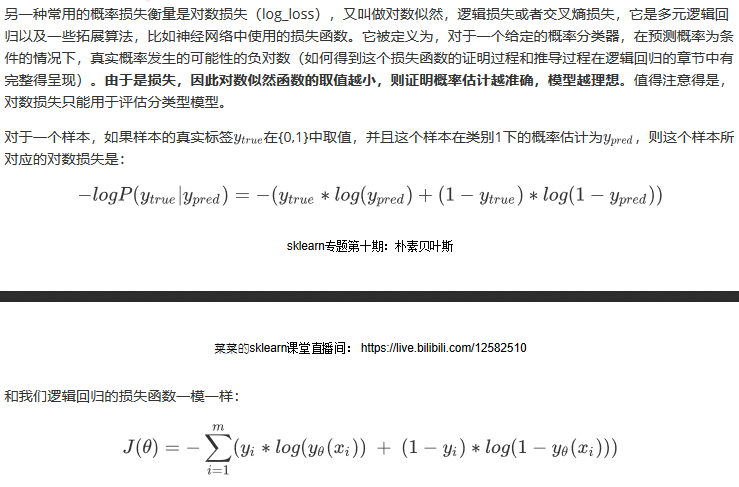 另一种常用的概率损失衡量是对数损失（log_loss），又叫做对数似然，逻辑损失或者交叉熵损失，它是多元逻辑回
归以及一些拓展算法，比如神经网络中使用的损失函数。它被定义为，对于一个给定的概率分类器，在预测概率为条
件的情况下，真实概率发生的可能性的负对数（如何得到这个损失函数的证明过程和推导过程在逻辑回归的章节中有
完整得呈现）。由于是损失，因此对数似然函数的取值越小，则证明概率估计越准确，模型越理想。值得注意得是，
对数损失只能用于评估分类型模型。
对于一个样本，如果样本的真实标签y_{true}在{0,1}中取值，并且这个样本在类别1下的概率估计为y_{pred}，则这个样本所
对应的对数损失是：
-logP(y_{true}|y_{pred}) = -(y_{true} * log(y_{pred}) + (1 - y_{true}) * log(1 - y_{pred}))
sklearn专题第十期：朴素贝叶斯
菜菜的sklearn课堂直播间： https://live.bilibili.com/12582510
和我们逻辑回归的损失函数一模一样：
J(θ) = -\sum_{i=1}^{m}(y_i * log(y_θ(x_i)) + (1 - y_i) * log(1 - y_θ(x_i)))